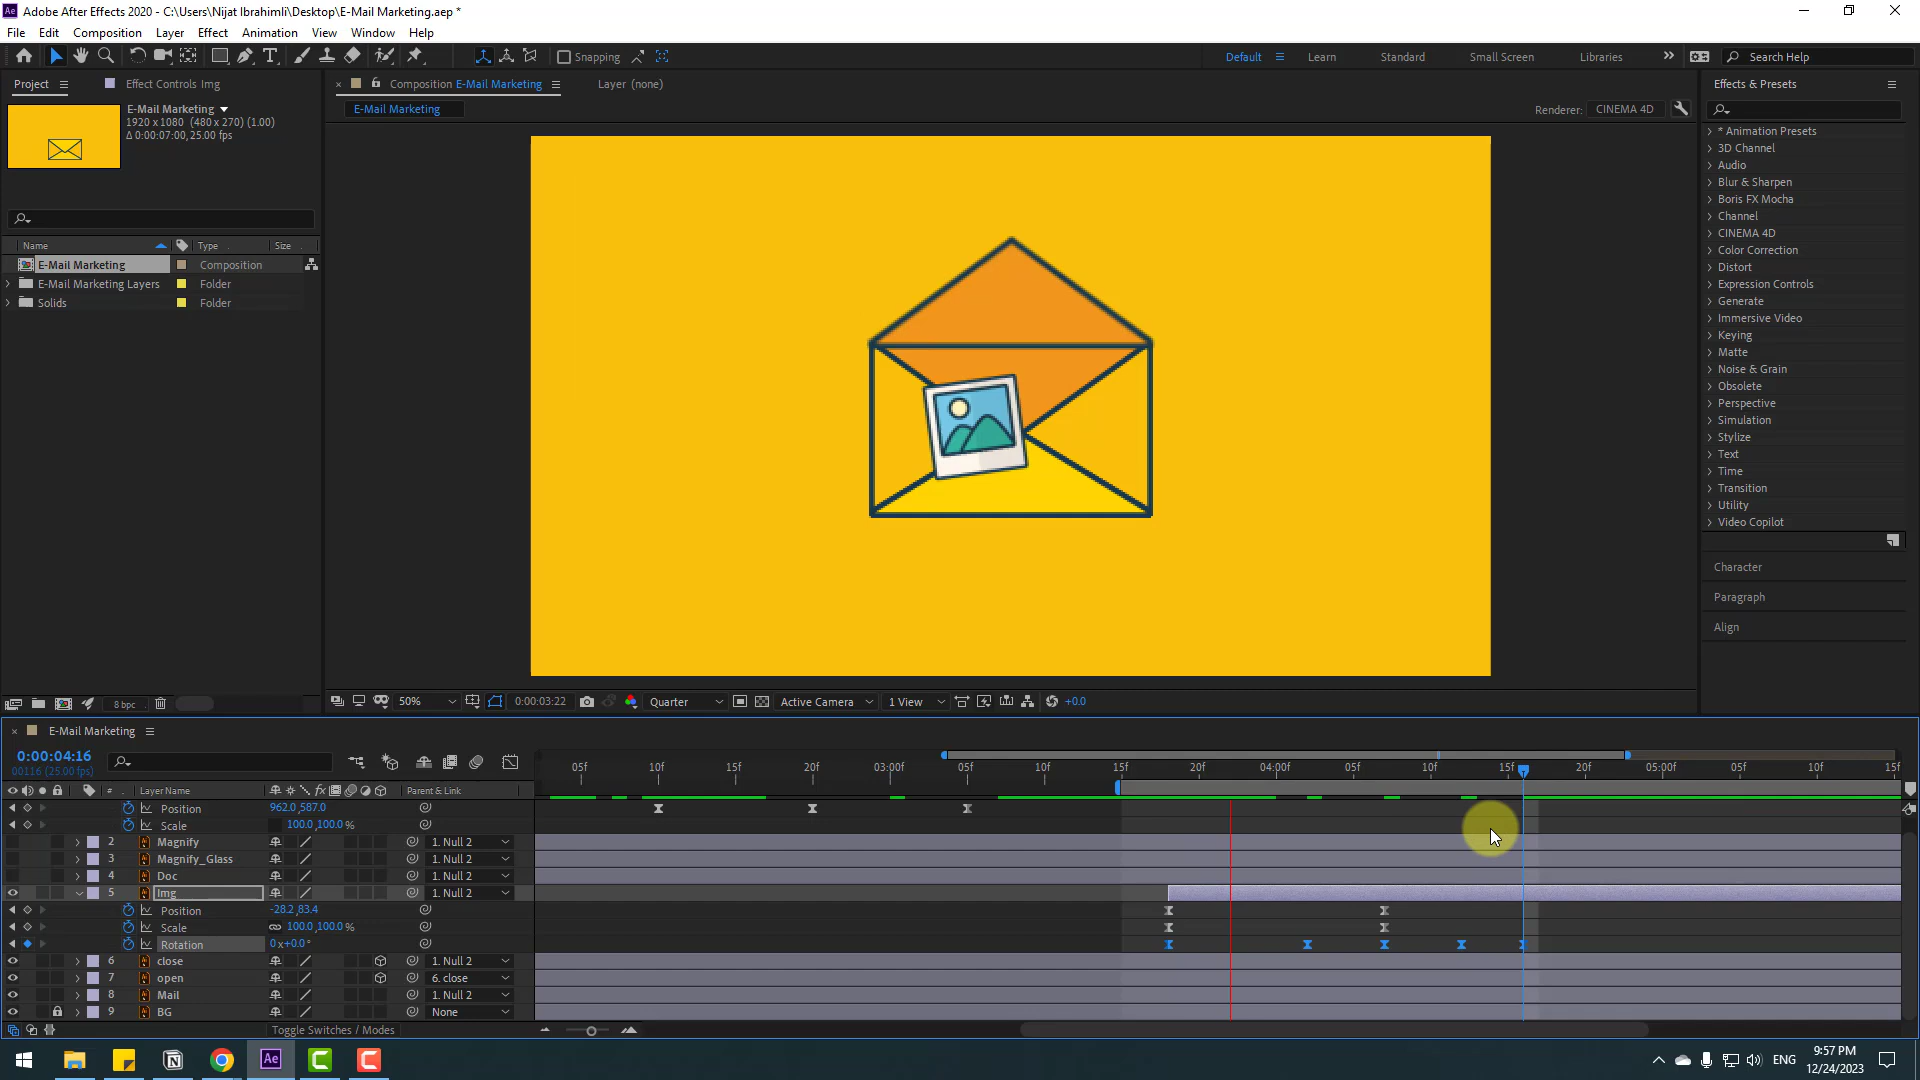 Adobe After Effects 2020 - C:\Users\Nijat Ibrahimli\Desktop\E-Mail Marketing.aep *
File Edit Composition Layer Effect Animation View Window Help
Snapping
Default Learn Standard Small Screen Libraries Search Help
Project Effect Controls Img
Composition E-Mail Marketing Layer (none)
Effects & Presets
E-Mail Marketing
1920 x 1080 (480 x 270) (1.00)
Δ 0:00:07:00, 25.00 fps
E-Mail Marketing
Renderer: CINEMA 4D
Name Type Size
E-Mail Marketing Composition
E-Mail Marketing Layers Folder
Solids Folder
* Animation Presets
3D Channel
Audio
Blur & Sharpen
Boris FX Mocha
Channel
CINEMA 4D
Color Correction
Distort
Expression Controls
Generate
Immersive Video
Keying
Matte
Noise & Grain
Obsolete
Perspective
Simulation
Stylize
Text
Time
Transition
Utility
Video Copilot
Character
Paragraph
Align
8 bpc
50% 0:00:03:22 Quarter Active Camera 1 View +0.0
E-Mail Marketing
0:00:04:16
00116 (25.00 fps)
05f 10f 15f 20f 03:00f 05f 10f 15f 20f 04:00f 05f 10f 15f 20f 05:00f 05f 10f 15f
# Layer Name Parent & Link
Position 962.0,587.0
Scale 100.0,100.0 %
2 Magnify 1. Null 2
3 Magnify_Glass 1. Null 2
4 Doc 1. Null 2
5 Img 1. Null 2
Position -28.2,83.4
Scale 100.0,100.0 %
Rotation 0x+0.0 °
6 close 1. Null 2
7 open 6. close
8 Mail 1. Null 2
9 BG None
Toggle Switches / Modes
ENG
9:57 PM
12/24/2023